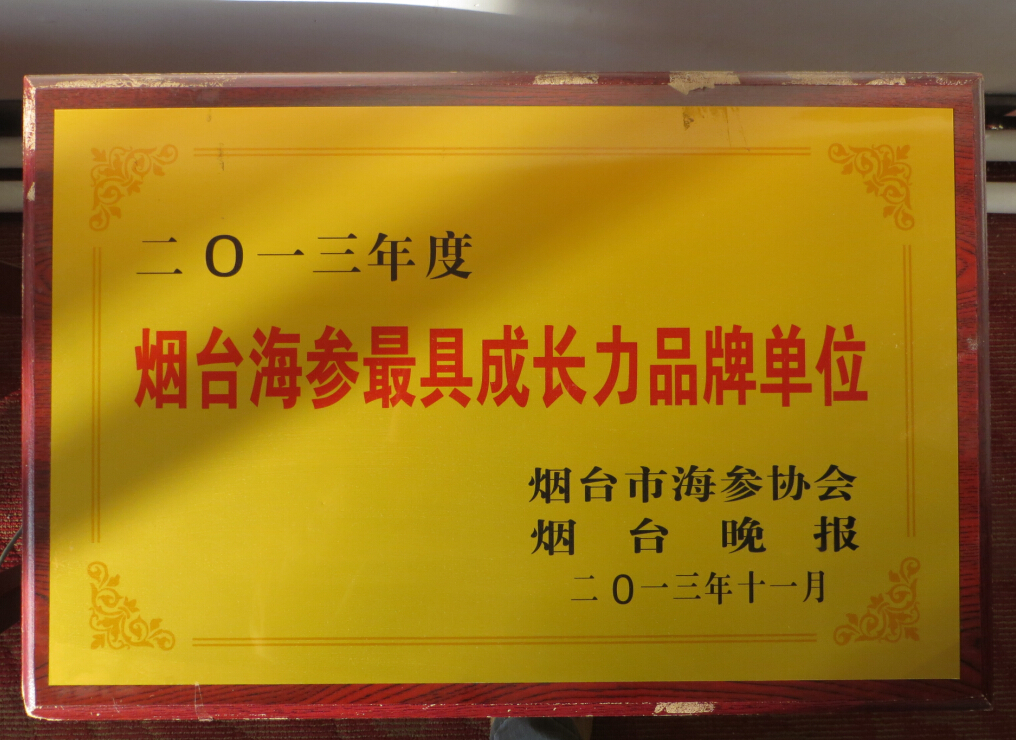 二O一三年度
烟台海参最具成长力品牌单位
烟台市海参协会
烟台晚报
二O一三年十一月